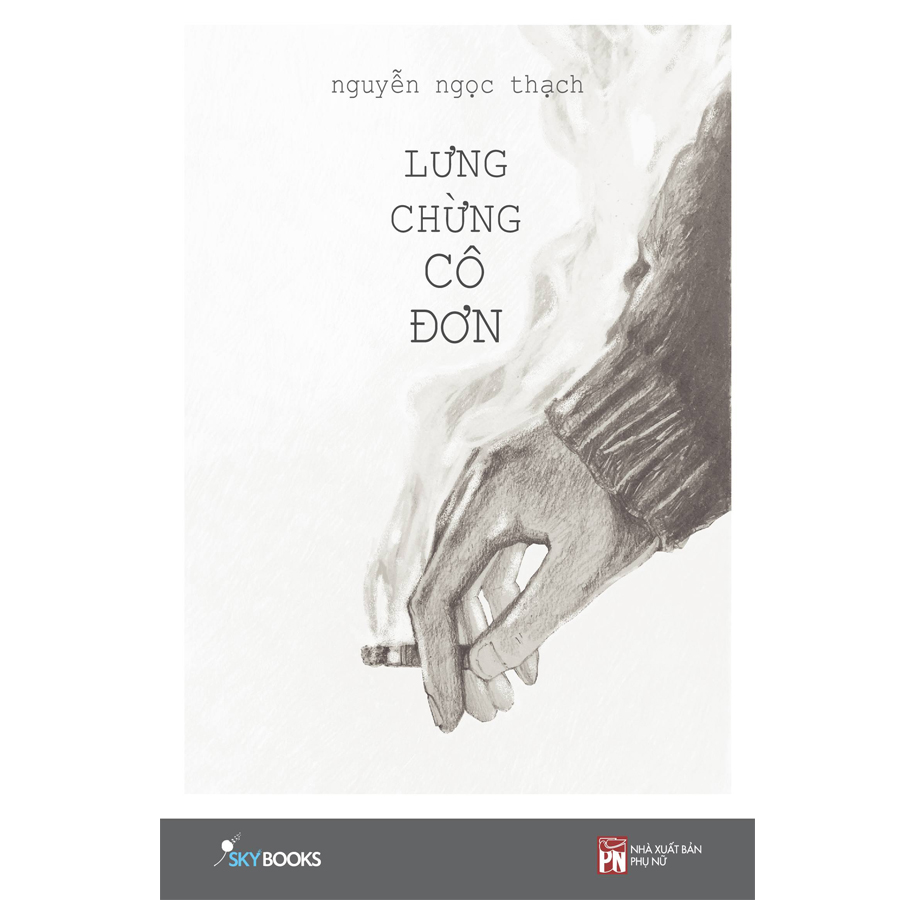 nguyễn ngọc thạch
LƯNG
CHỪNG
CÔ
ĐƠN
SKYBOOKS
PN
NHÀ XUẤT BẢN
PHỤ NỮ